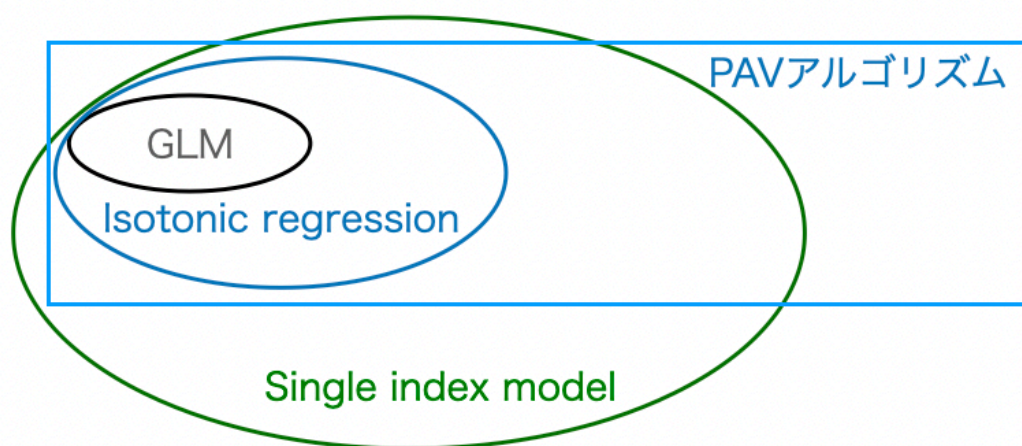 PAVアルゴリズム
GLM
Isotonic regression
Single index model